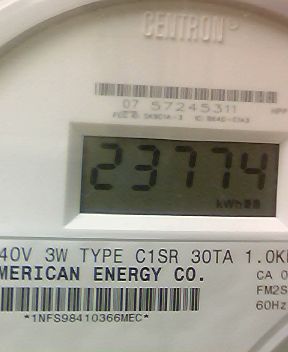 CENTRON®
07 57245311
23774
kWh
40V 3W TYPE C1SR 30TA 1.0K
MERICAN ENERGY CO.
CA 0
FM2S
60Hz
*1NFS98410366MEC*